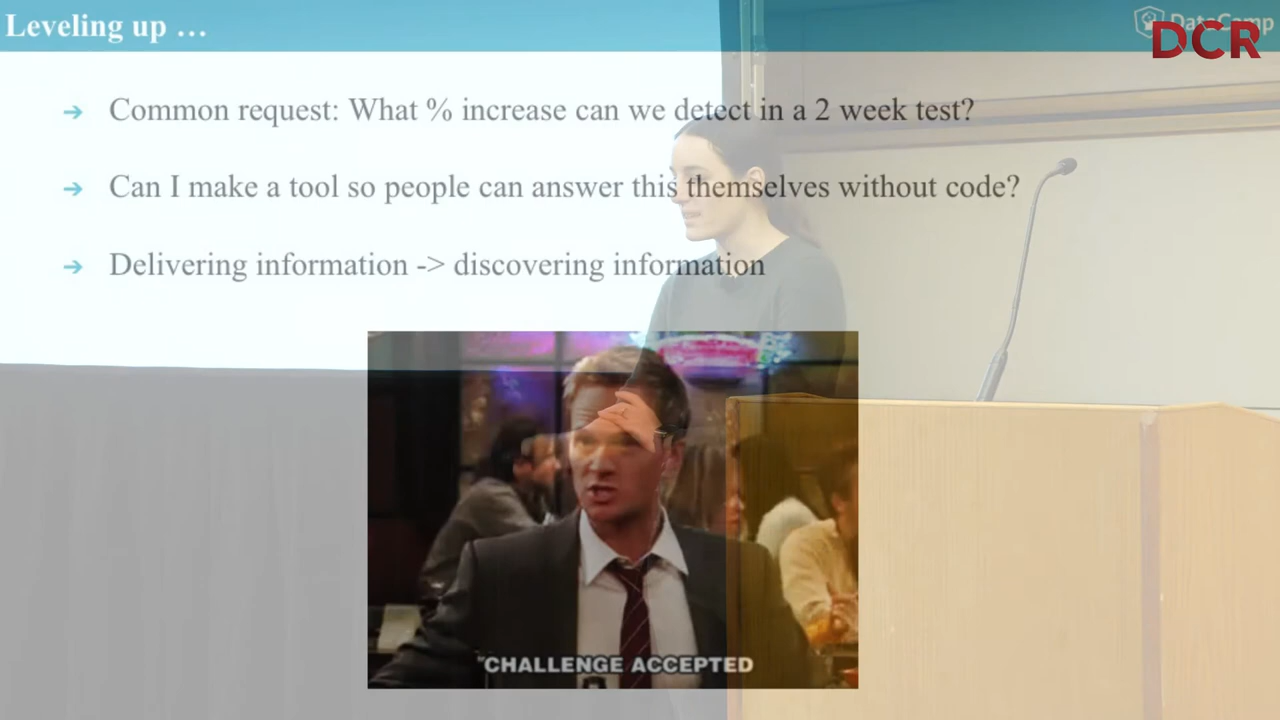 Leveling up …
DataCamp
DCR
Common request: What % increase can we detect in a 2 week test?
Can I make a tool so people can answer this themselves without code?
Delivering information -> discovering information
"CHALLENGE ACCEPTED